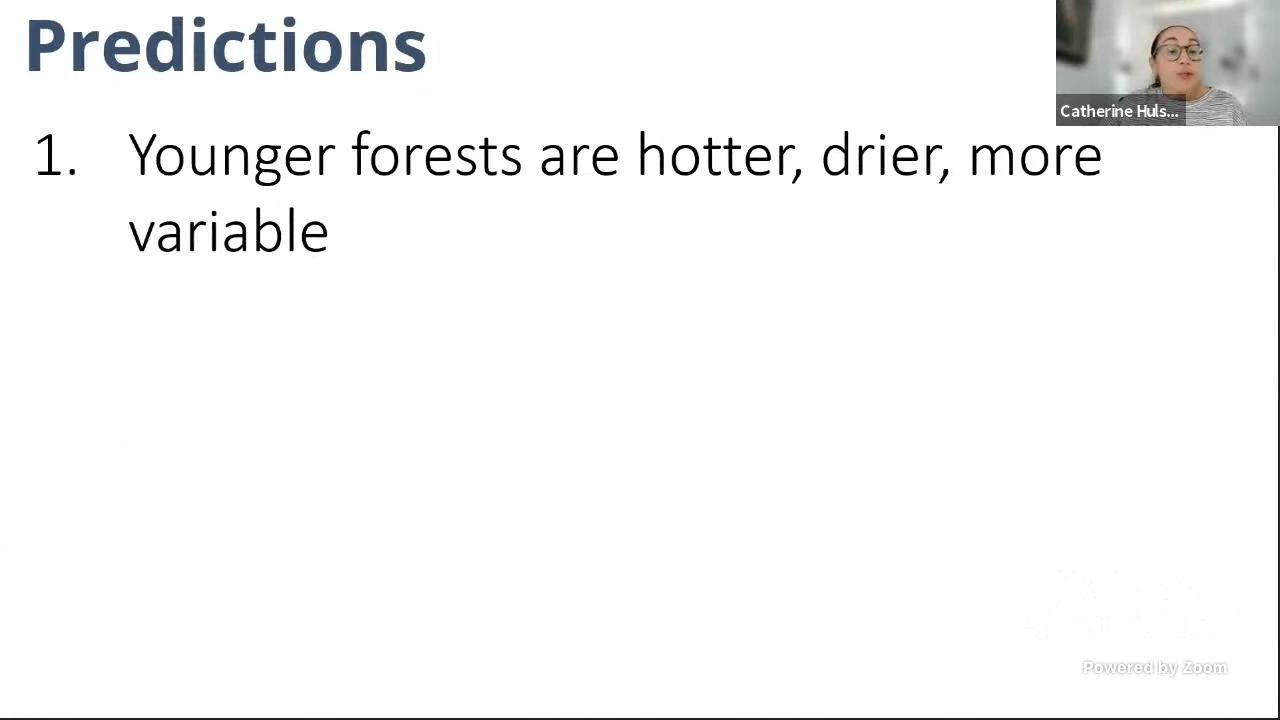 Predictions
Catherine Huls...
1. Younger forests are hotter, drier, more
variable
Powered by Zoom